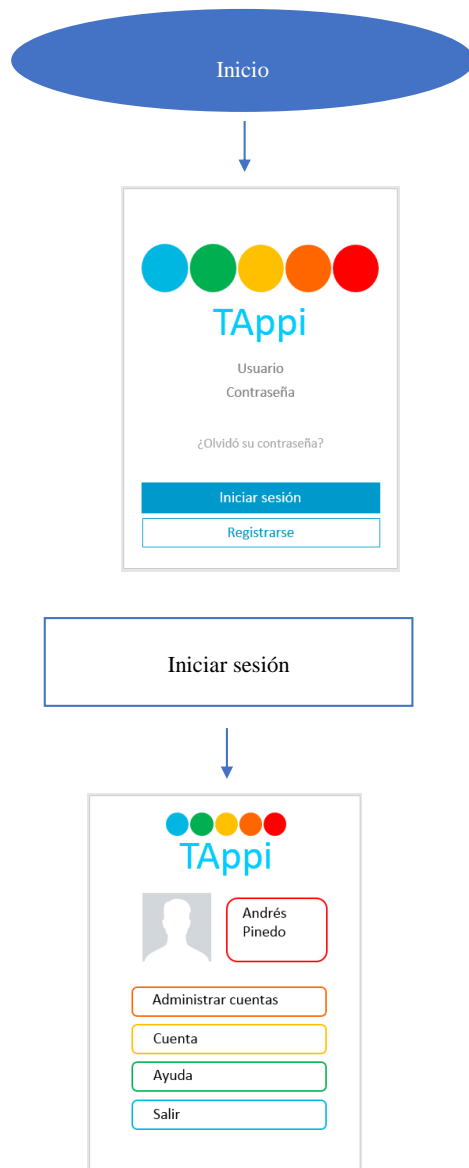 Inicio
TAppi
Usuario
Contraseña
¿Olvidó su contraseña?
Iniciar sesión
Registrarse
Iniciar sesión
TAppi
Andrés
Pinedo
Administrar cuentas
Cuenta
Ayuda
Salir